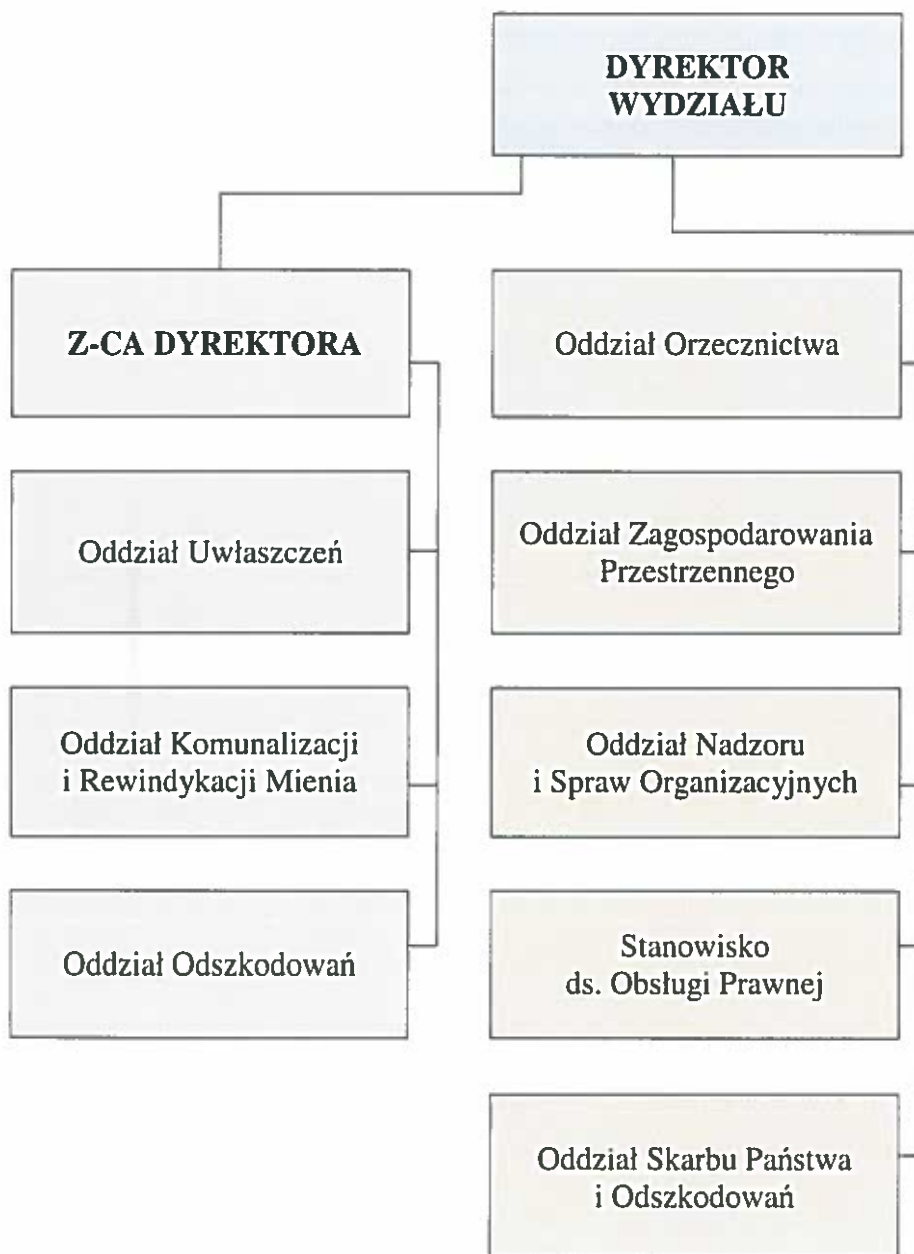 DYREKTOR
WYDZIAŁU
Z-CA DYREKTORA
Oddział Uwłaszczeń
Oddział Komunalizacji
i Rewindykacji Mienia
Oddział Odszkodowań
Oddział Orzecznictwa
Oddział Zagospodarowania
Przestrzennego
Oddział Nadzoru
i Spraw Organizacyjnych
Stanowisko
ds. Obsługi Prawnej
Oddział Skarbu Państwa
i Odszkodowań